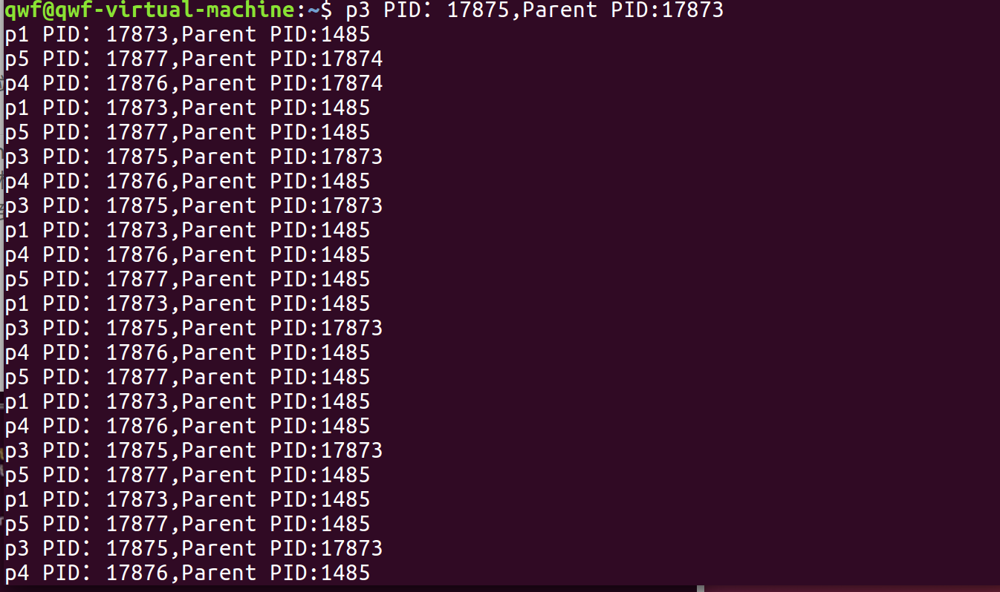 qwf@qwf-virtual-machine:~$ p3 PID： 17875,Parent PID:17873
p1 PID： 17873,Parent PID:1485
p5 PID： 17877,Parent PID:17874
p4 PID： 17876,Parent PID:17874
p1 PID： 17873,Parent PID:1485
p5 PID： 17877,Parent PID:1485
p3 PID： 17875,Parent PID:17873
p4 PID： 17876,Parent PID:1485
p3 PID： 17875,Parent PID:17873
p1 PID： 17873,Parent PID:1485
p4 PID： 17876,Parent PID:1485
p5 PID： 17877,Parent PID:1485
p1 PID： 17873,Parent PID:1485
p3 PID： 17875,Parent PID:17873
p4 PID： 17876,Parent PID:1485
p5 PID： 17877,Parent PID:1485
p1 PID： 17873,Parent PID:1485
p4 PID： 17876,Parent PID:1485
p3 PID： 17875,Parent PID:17873
p5 PID： 17877,Parent PID:1485
p1 PID： 17873,Parent PID:1485
p5 PID： 17877,Parent PID:1485
p3 PID： 17875,Parent PID:17873
p4 PID： 17876,Parent PID:1485